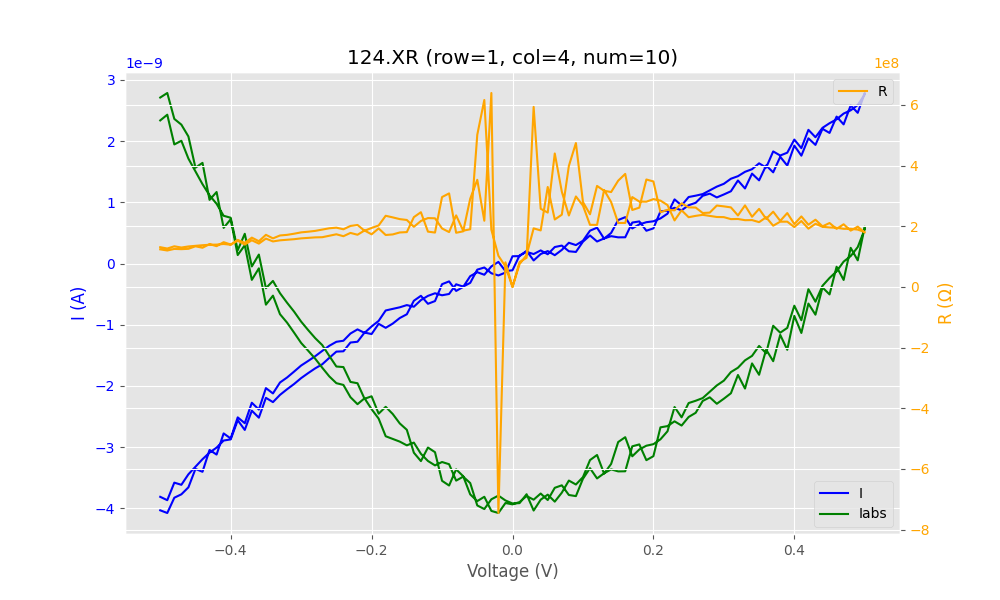 124.XR (row=1, col=4, num=10)
1e−9
1e8
R
3
2
1
0
−1
−2
−3
−4
I (A)
6
4
2
0
−2
−4
−6
−8
R (Ω)
I
Iabs
−0.4
−0.2
0.0
0.2
0.4
Voltage (V)